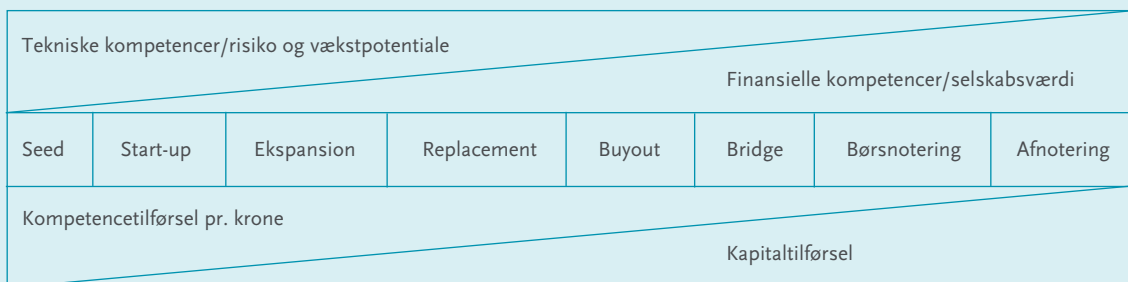 Tekniske kompetencer/risiko og vækstpotentiale
Finansielle kompetencer/selskabsværdi
Seed Start-up Ekspansion Replacement Buyout Bridge Børsnotering Afnotering
Kompetencetilførsel pr. krone
Kapitaltilførsel